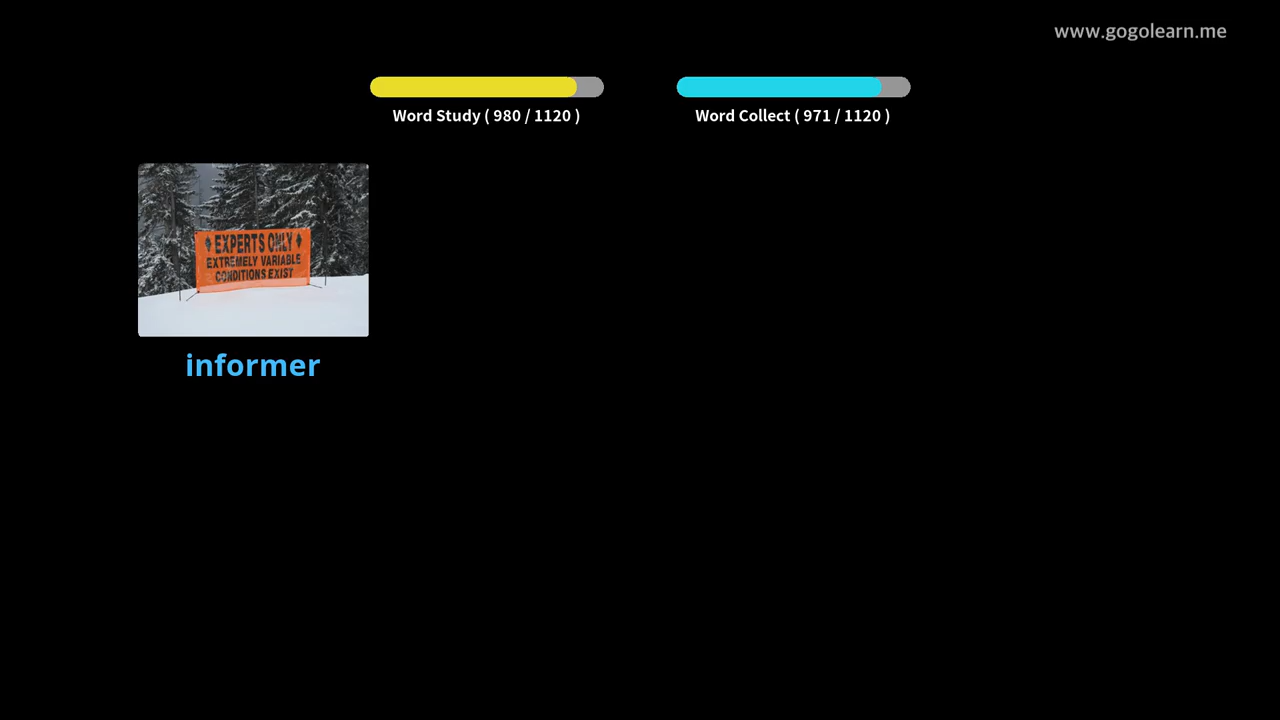 www.gogolearn.me
Word Study ( 980 / 1120 )
Word Collect ( 971 / 1120 )
EXPERTS ONLY
EXTREMELY VARIABLE
CONDITIONS EXIST
informer